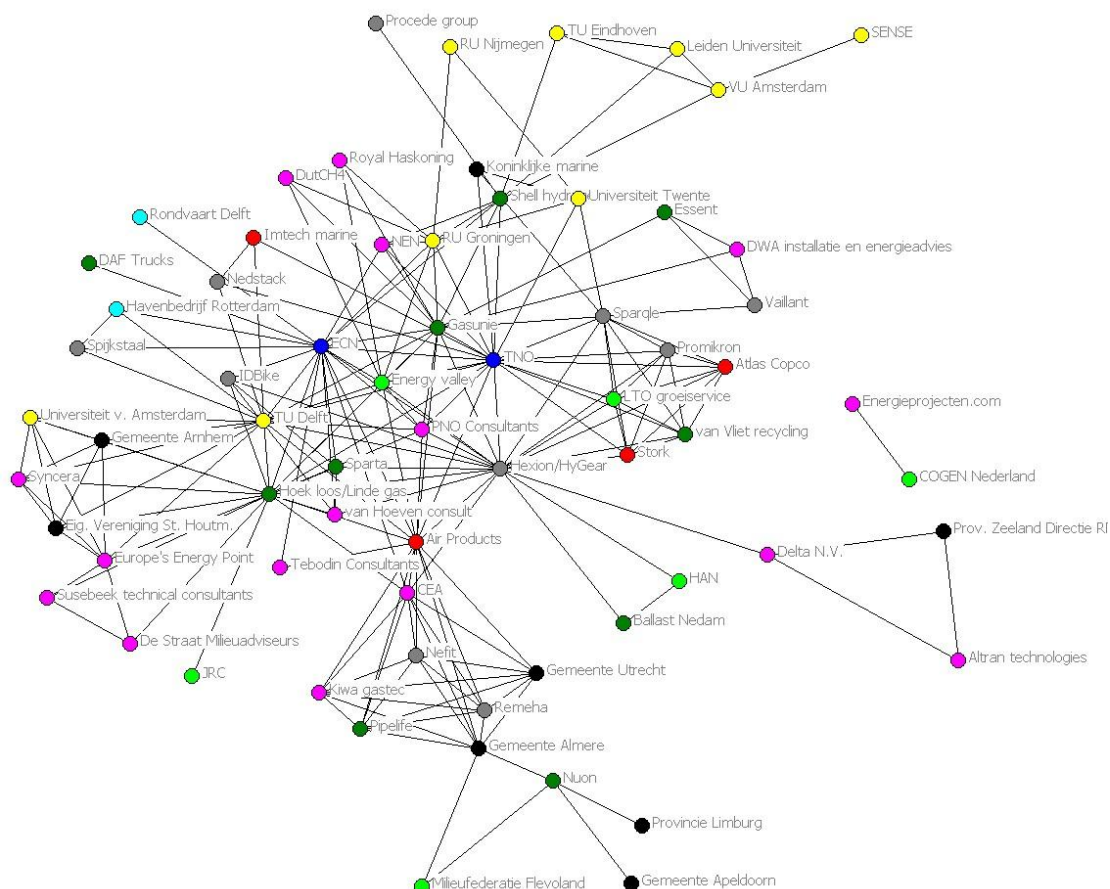 Procede group
TU Eindhoven
RU Nijmegen
Leiden Universiteit
SENSE
VU Amsterdam
Royal Haskoning
Koninklijke marine
DutCH4
Shell hydro
Universiteit Twente
Essent
Rondvaart Delft
Imtech marine
NEN
RU Groningen
DWA installatie en energieadvies
DAF Trucks
Nedstack
Havenbedrijf Rotterdam
Vaillant
Sparqle
Gasunie
Spijkstaal
ECN
TNO
Promikron
Atlas Copco
IDBike
Energy valley
LTO groeiservice
Energieprojecten.com
Universiteit v. Amsterdam
TU Delft
PNO Consultants
van Vliet recycling
Gemeente Arnhem
Stork
Syncera
Sparta
Hexion/HyGear
COGEN Nederland
Hoek loos/Linde gas
van Hoeven consult
Eig. Vereniging St. Houtm.
Prov. Zeeland Directie RI
Air Products
Europe's Energy Point
Tebodin Consultants
Delta N.V.
HAN
Susebeek technical consultants
CEA
Ballast Nedam
De Straat Milieuadviseurs
Nefit
Altran technologies
JRC
Gemeente Utrecht
Kiwa gastec
Remeha
Pipelife
Gemeente Almere
Nuon
Provincie Limburg
Milieufederatie Flevoland
Gemeente Apeldoorn